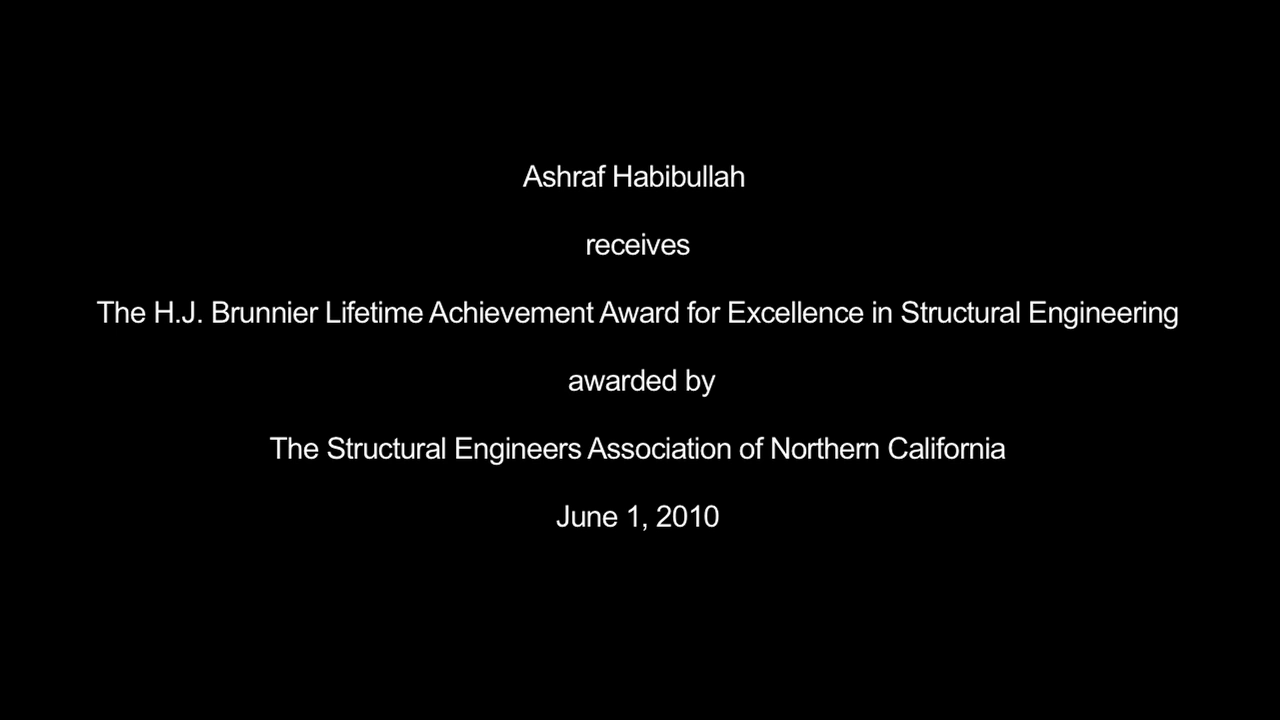 Ashraf Habibullah
receives
The H.J. Brunnier Lifetime Achievement Award for Excellence in Structural Engineering
awarded by
The Structural Engineers Association of Northern California
June 1, 2010